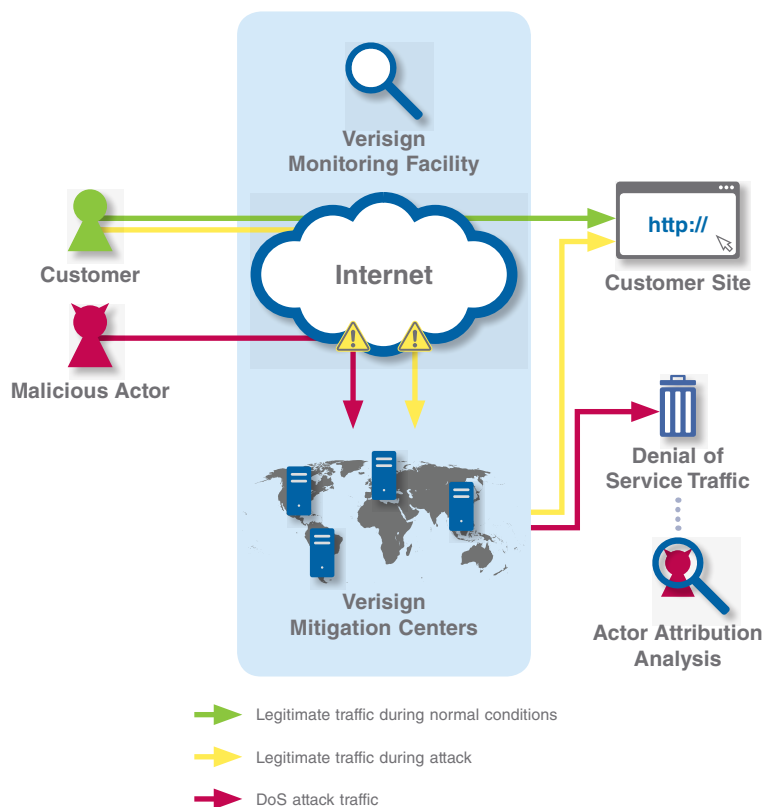 Verisign
Monitoring Facility
http://
Internet
Customer
Customer Site
Malicious Actor
Denial of
Service Traffic
Verisign
Mitigation Centers
Actor Attribution
Analysis
Legitimate traffic during normal conditions
Legitimate traffic during attack
DoS attack traffic